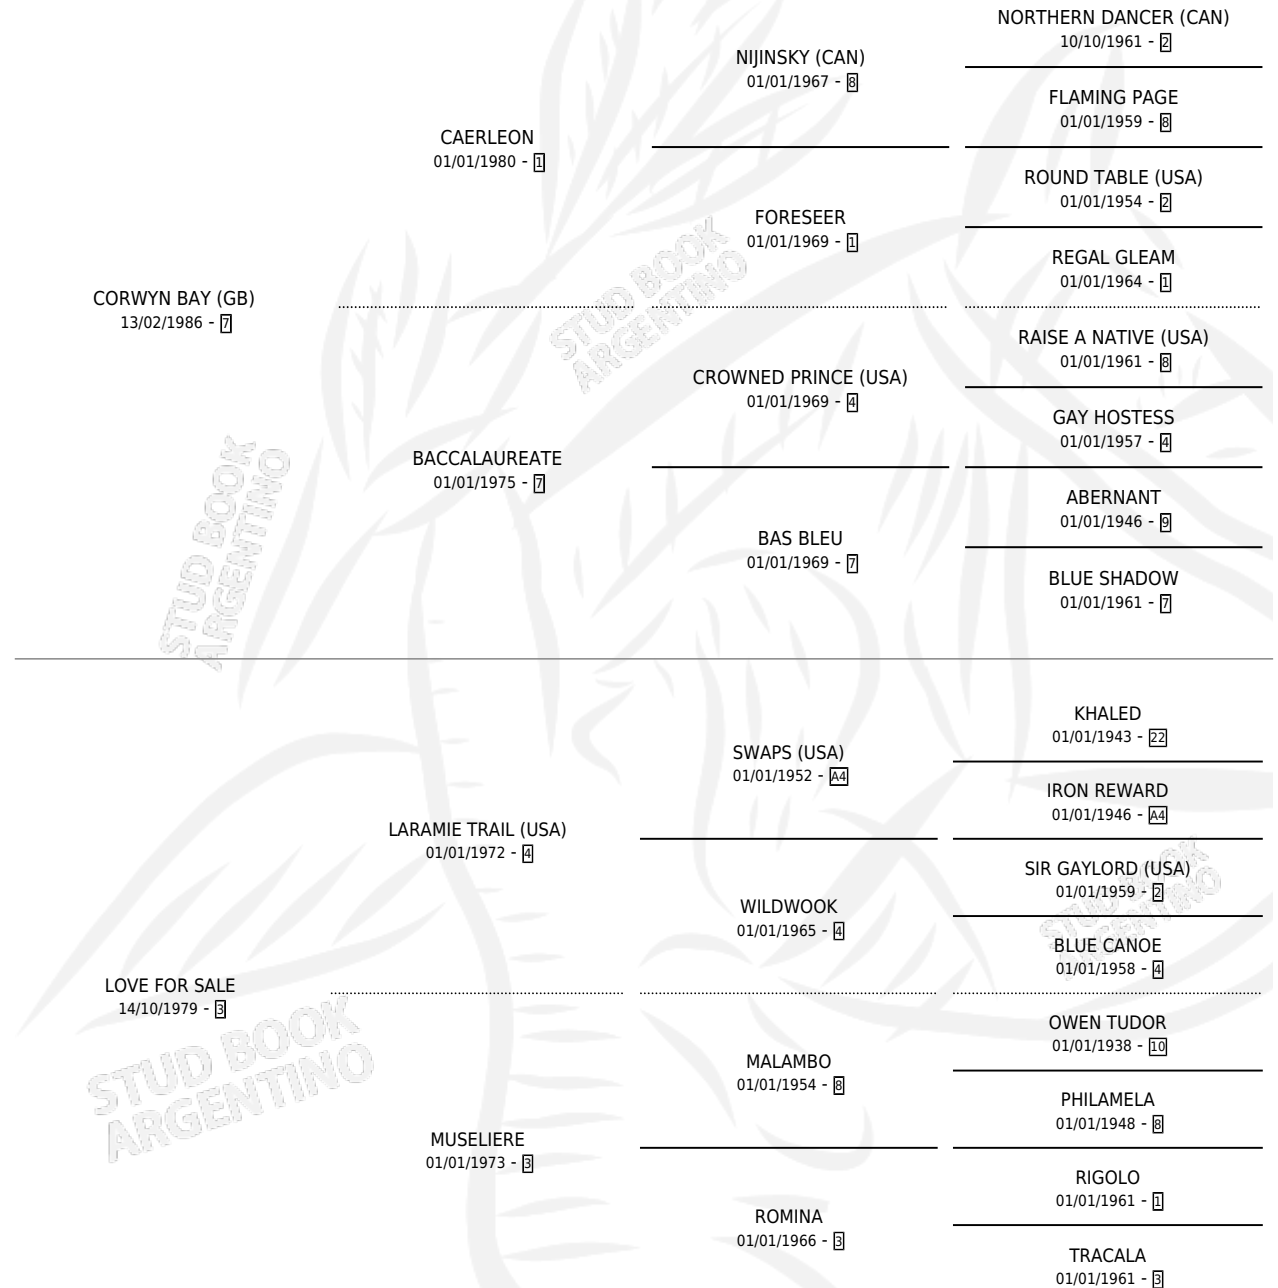 NORTHERN DANCER (CAN)
10/10/1961 - 2
NIJINSKY (CAN)
01/01/1967 - 8
FLAMING PAGE
01/01/1959 - 8
CAERLEON
01/01/1980 - 1
ROUND TABLE (USA)
01/01/1954 - 2
FORESEER
01/01/1969 - 1
REGAL GLEAM
01/01/1964 - 1
CORWYN BAY (GB)
13/02/1986 - 7
STUD BOOK
ARGENTINO
RAISE A NATIVE (USA)
01/01/1961 - 8
CROWNED PRINCE (USA)
01/01/1969 - 4
GAY HOSTESS
01/01/1957 - 4
BACCALAUREATE
01/01/1975 - 7
ABERNANT
01/01/1946 - 9
BAS BLEU
01/01/1969 - 7
BLUE SHADOW
01/01/1961 - 7
STUD BOOK
ARGENTINO
KHALED
01/01/1943 - 22
SWAPS (USA)
01/01/1952 - A4
IRON REWARD
01/01/1946 - A4
LARAMIE TRAIL (USA)
01/01/1972 - 4
SIR GAYLORD (USA)
01/01/1959 - 2
WILDWOOK
01/01/1965 - 4
STUD BOOK
ARGENTINO
BLUE CANOE
01/01/1958 - 4
LOVE FOR SALE
14/10/1979 - 3
STUD BOOK
ARGENTINO
OWEN TUDOR
01/01/1938 - 10
MALAMBO
01/01/1954 - 8
PHILAMELA
01/01/1948 - 8
MUSELIERE
01/01/1973 - 3
RIGOLO
01/01/1961 - 1
ROMINA
01/01/1966 - 3
TRACALA
01/01/1961 - 3